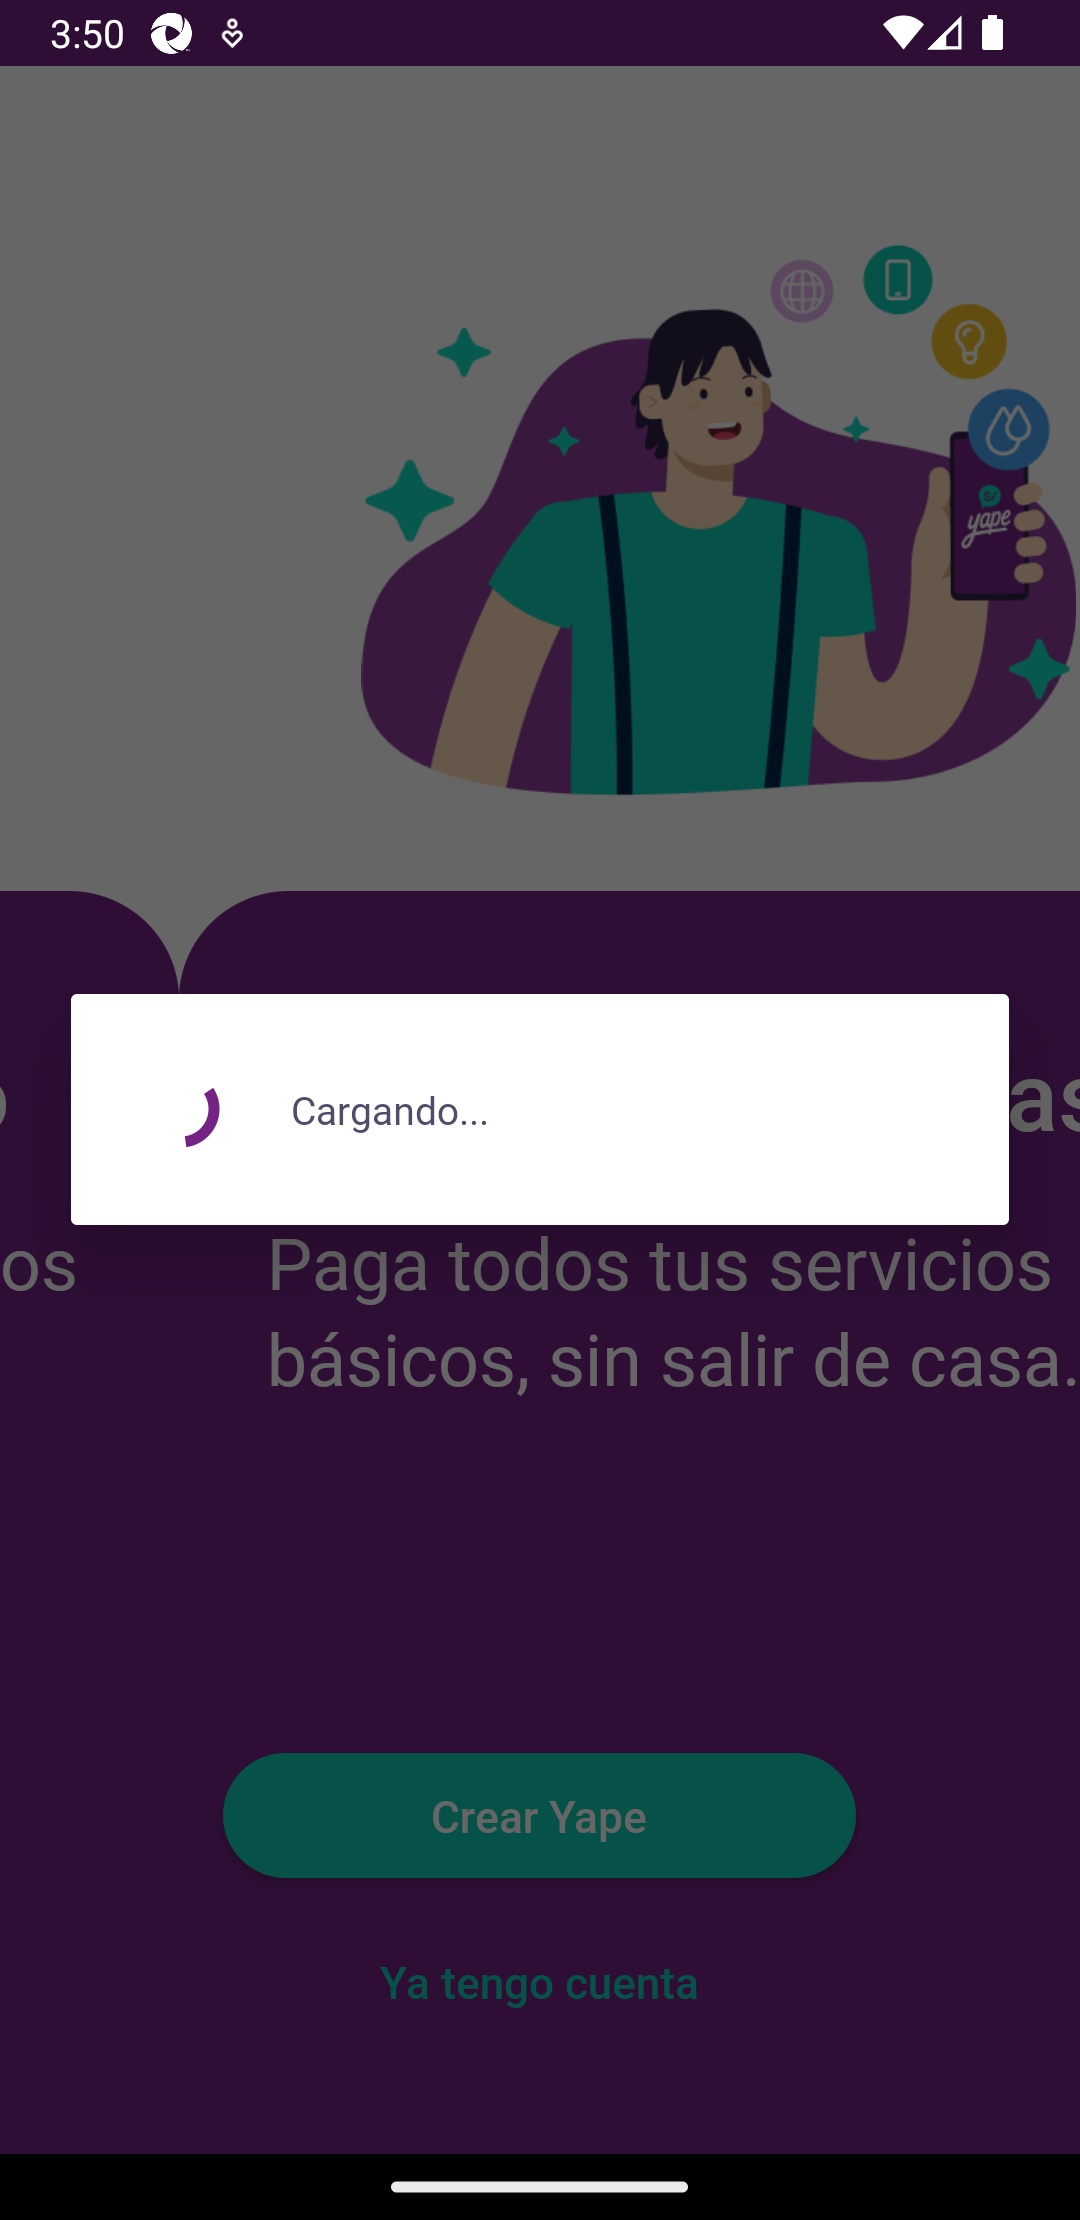 3:50
S/
yape
Cargando...
os
Paga todos tus servicios
básicos, sin salir de casa.
Crear Yape
Ya tengo cuenta